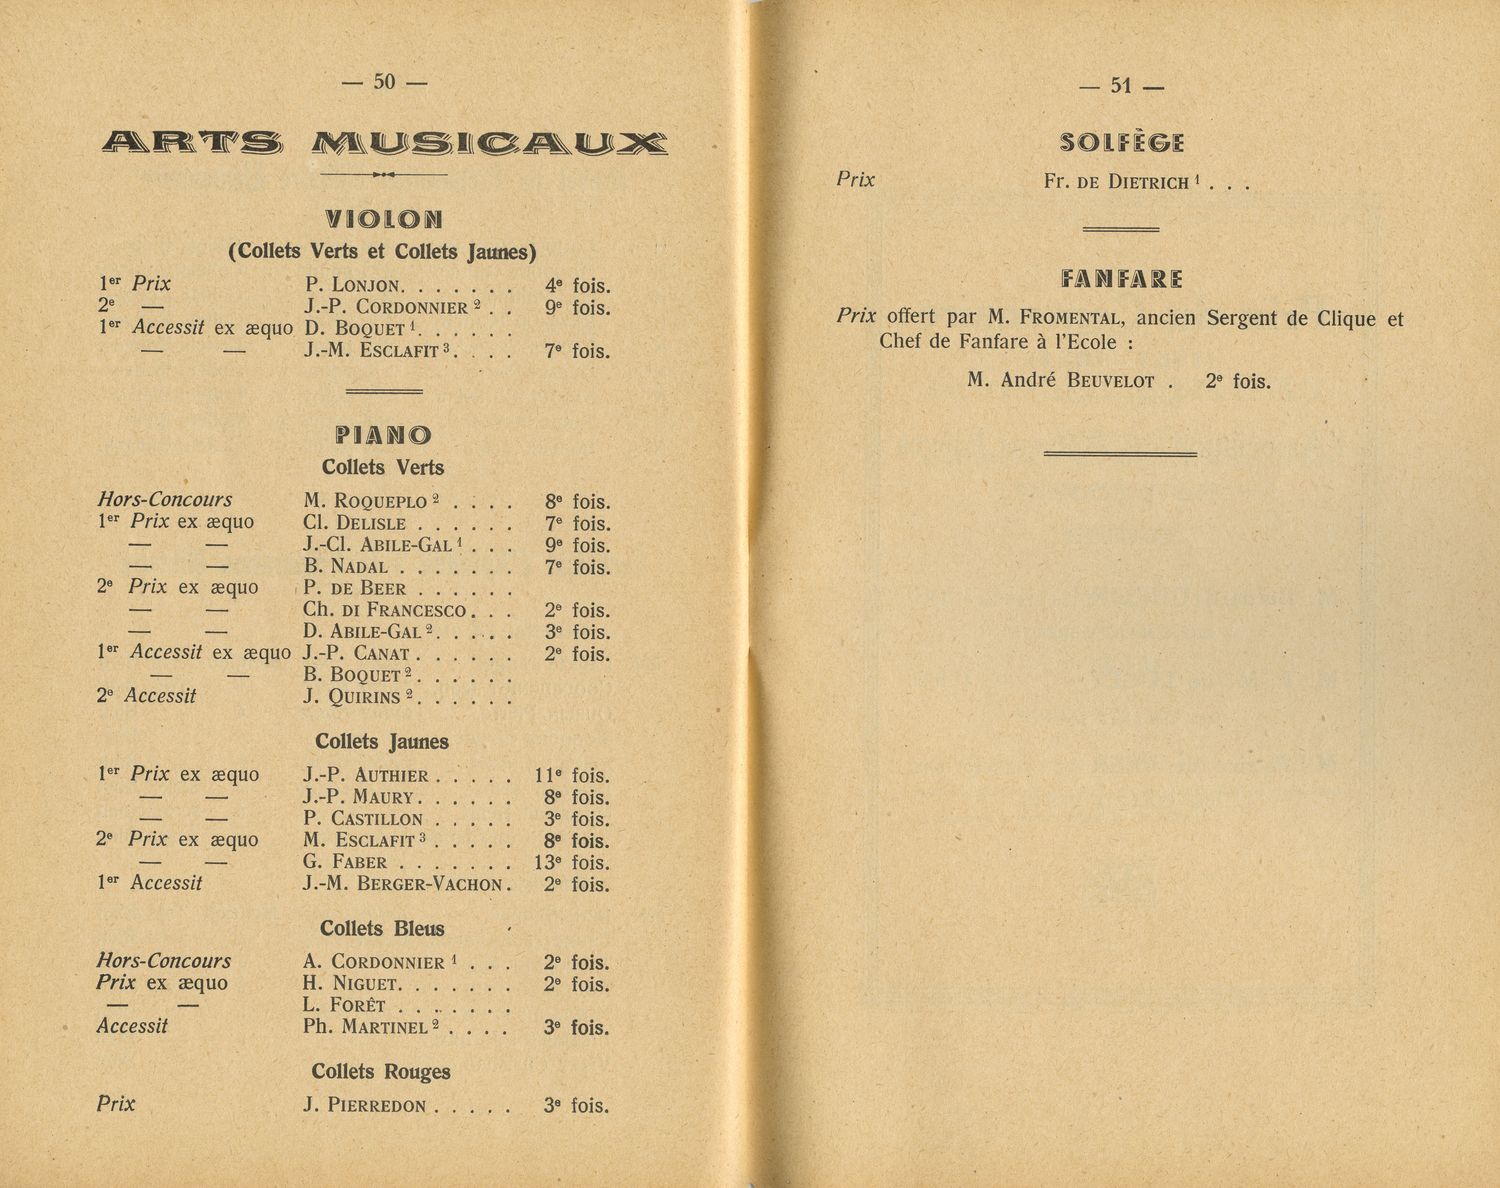 — 50 —
ARTS MUSICAUX
VIOLON
(Collets Verts et Collets Jaunes)
1er Prix P. LONJON. . . . . . . 4e fois.
2e — J.-P. CORDONNIER 2 . . 9e fois.
1er Accessit ex æquo D. BOQUET 1. . . . . .
— — J.-M. ESCLAFIT 3. . . . 7e fois.
PIANO
Collets Verts
Hors-Concours M. ROQUEPLO 2 . . . . 8e fois.
1er Prix ex æquo Cl. DELISLE . . . . . . 7e fois.
— — J.-Cl. ABILE-GAL 1 . . . 9e fois.
— — B. NADAL . . . . . . . 7e fois.
2e Prix ex æquo P. DE BEER . . . . . .
— — Ch. DI FRANCESCO. . . 2e fois.
— — D. ABILE-GAL 2. . . . . 3e fois.
1er Accessit ex æquo J.-P. CANAT . . . . . . 2e fois.
— — B. BOQUET 2. . . . . .
2e Accessit J. QUIRINS 2. . . . . .
Collets Jaunes
1er Prix ex æquo J.-P. AUTHIER . . . . . 11e fois.
— — J.-P. MAURY. . . . . . 8e fois.
— — P. CASTILLON . . . . . 3e fois.
2e Prix ex æquo M. ESCLAFIT 3 . . . . . 8e fois.
— — G. FABER . . . . . . . 13e fois.
1er Accessit J.-M. BERGER-VACHON. 2e fois.
Collets Bleus
Hors-Concours A. CORDONNIER 1 . . . 2e fois.
Prix ex æquo H. NIGUET. . . . . . . 2e fois.
— — L. FORÊT . . . . . . .
Accessit Ph. MARTINEL 2 . . . . 3e fois.
Collets Rouges
Prix J. PIERREDON . . . . . 3e fois.
— 51 —
SOLFÈGE
Prix Fr. DE DIETRICH 1 . . .
FANFARE
Prix offert par M. FROMENTAL, ancien Sergent de Clique et
Chef de Fanfare à l'Ecole :
M. André BEUVELOT . 2e fois.